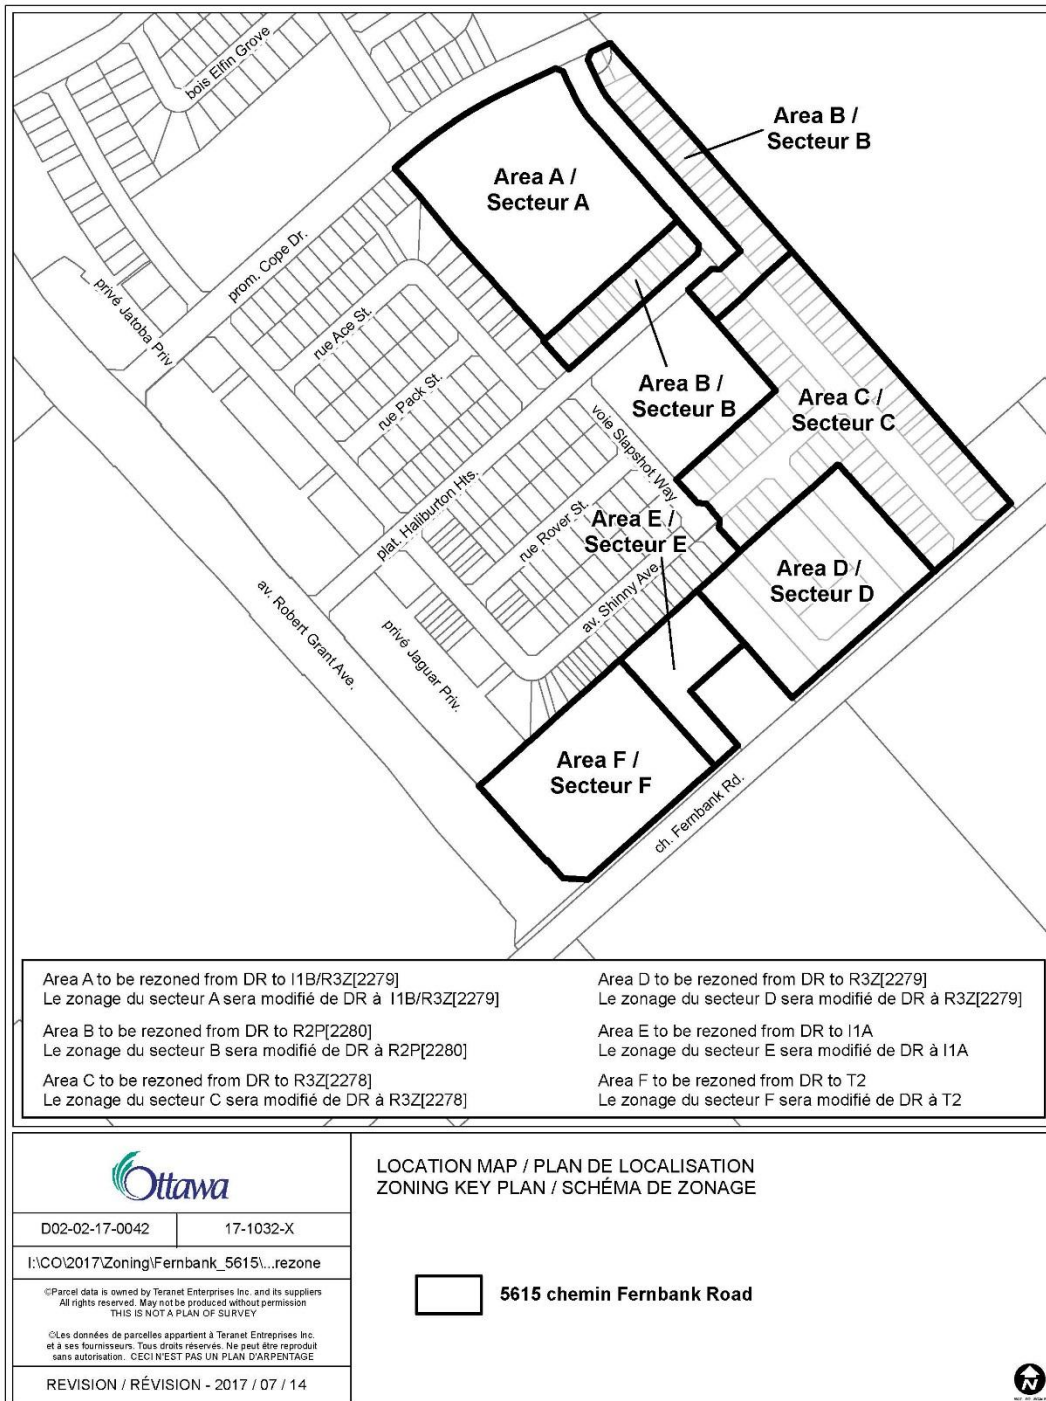 bois Elfin Grove
Area B /
Secteur B
Area A /
Secteur A
prom. Cope Dr.
privé Jatoba Priv.
rue Ace St.
rue Pack St.
Area B /
Secteur B
Area C /
Secteur C
voie Slapshot Way
plat. Haliburton Hts.
rue Rover St.
Area E /
Secteur E
av. Shinny Ave.
Area D /
Secteur D
av. Robert Grant Ave.
privé Jaguar Priv.
Area F /
Secteur F
ch. Fernbank Rd.
Area A to be rezoned from DR to I1B/R3Z[2279]
Le zonage du secteur A sera modifié de DR à I1B/R3Z[2279]
Area B to be rezoned from DR to R2P[2280]
Le zonage du secteur B sera modifié de DR à R2P[2280]
Area C to be rezoned from DR to R3Z[2278]
Le zonage du secteur C sera modifié de DR à R3Z[2278]
Area D to be rezoned from DR to R3Z[2279]
Le zonage du secteur D sera modifié de DR à R3Z[2279]
Area E to be rezoned from DR to I1A
Le zonage du secteur E sera modifié de DR à I1A
Area F to be rezoned from DR to T2
Le zonage du secteur F sera modifié de DR à T2
Ottawa
D02-02-17-0042
17-1032-X
I:\CO\2017\Zoning\Fernbank_5615\...rezone
©Parcel data is owned by Teranet Enterprises Inc. and its suppliers
All rights reserved. May not be produced without permission
THIS IS NOT A PLAN OF SURVEY
©Les données de parcelles appartient à Teranet Entreprises Inc.
et à ses fournisseurs. Tous droits réservés. Ne peut être reproduit
sans autorisation. CECI N'EST PAS UN PLAN D'ARPENTAGE
REVISION / RÉVISION - 2017 / 07 / 14
LOCATION MAP / PLAN DE LOCALISATION
ZONING KEY PLAN / SCHÉMA DE ZONAGE
5615 chemin Fernbank Road
N